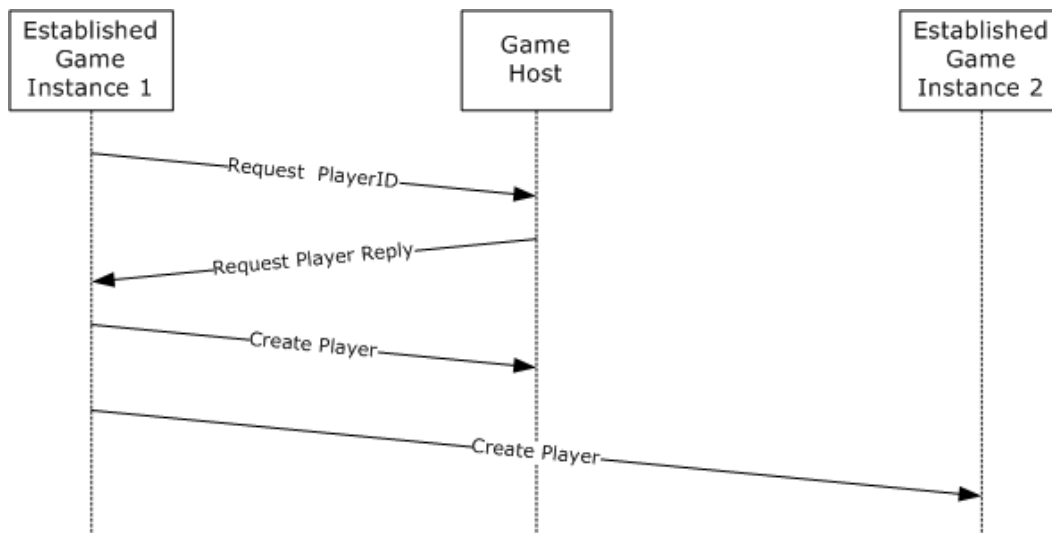 Established
Game
Instance 1
Game
Host
Established
Game
Instance 2
Request  PlayerID
Request Player Reply
Create Player
Create Player